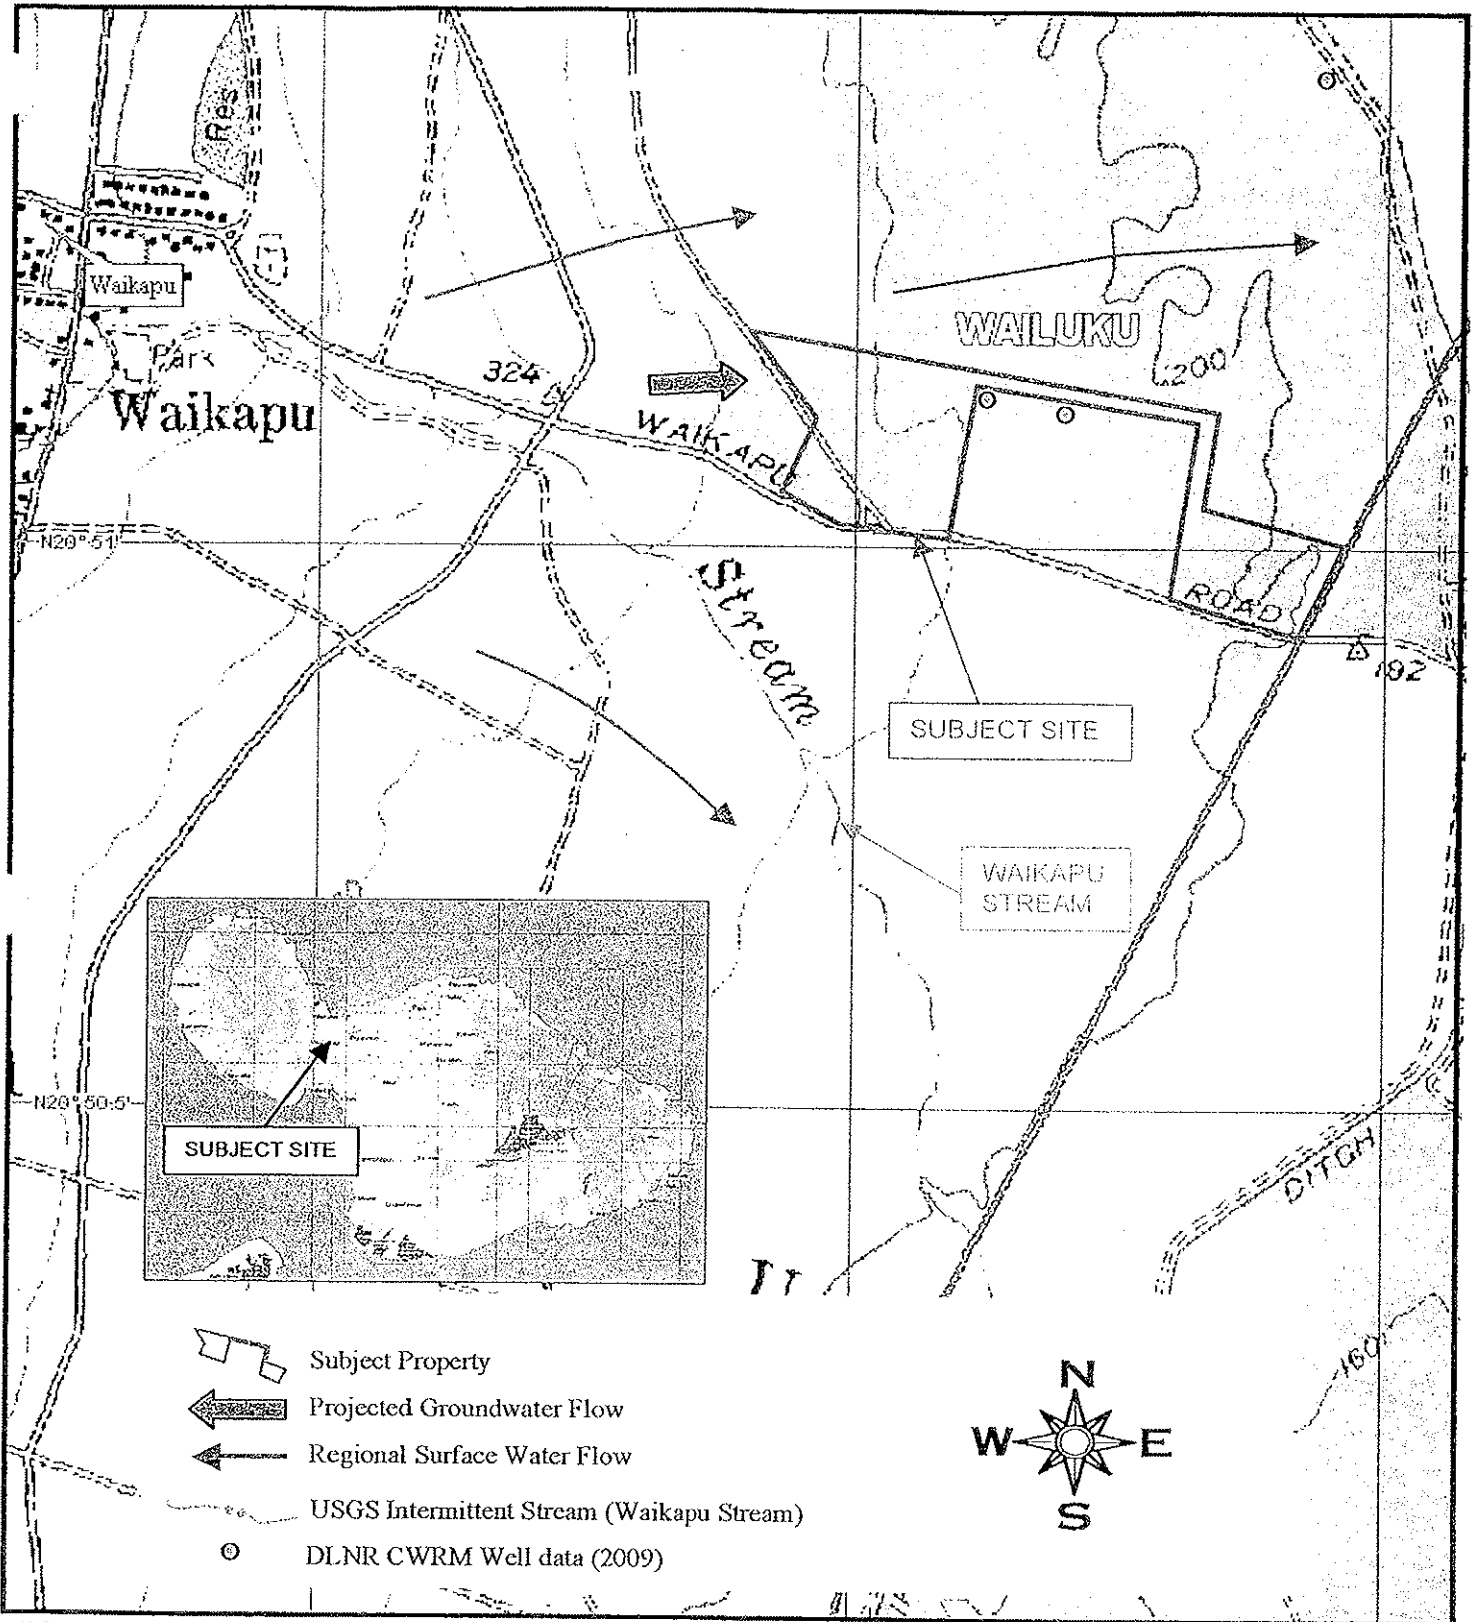 Res
Waikapu
Park
Waikapu
324
WAILUKU
200
WAIKAPU
ROAD
N20°51'
Stream
192
SUBJECT SITE
WAIKAPU
STREAM
N20°50.5'
SUBJECT SITE
DITCH
160
Subject Property
Projected Groundwater Flow
Regional Surface Water Flow
USGS Intermittent Stream (Waikapu Stream)
DLNR CWRM Well data (2009)
N
W
E
S